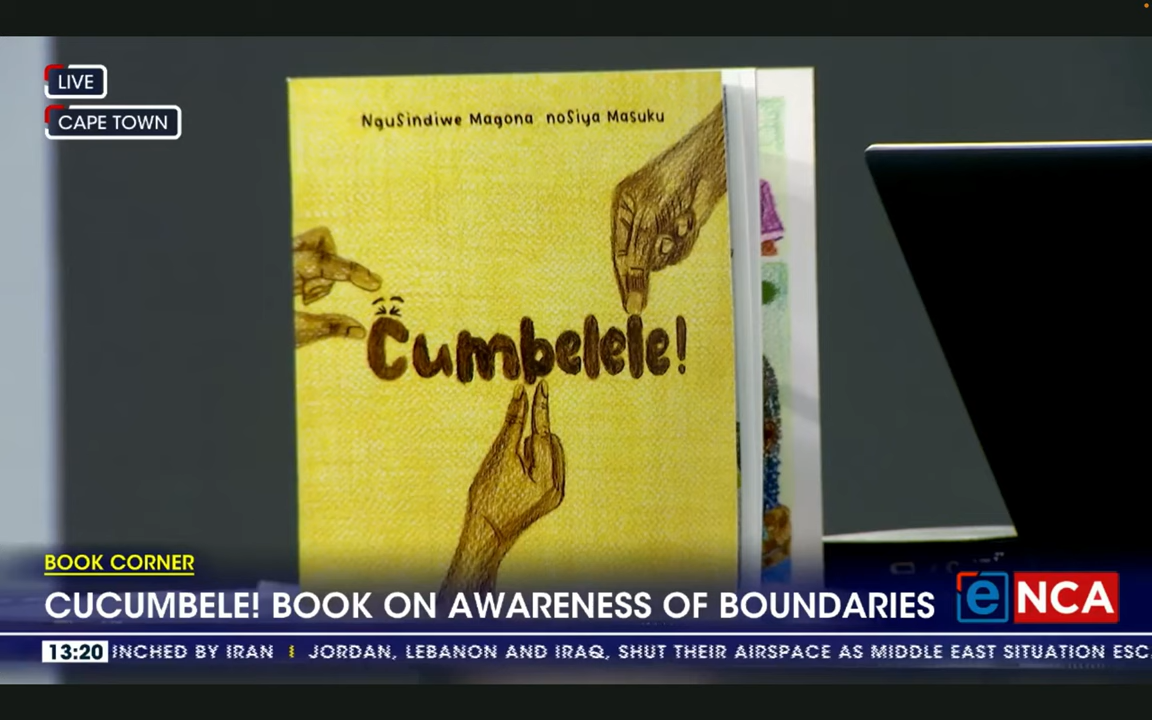 LIVE
CAPE TOWN
NguSindiwe Magona noSiya Masuku
Cumbelele!
BOOK CORNER
CUCUMBELE! BOOK ON AWARENESS OF BOUNDARIES
eNCA
13:20 INCHED BY IRAN JORDAN, LEBANON AND IRAQ, SHUT THEIR AIRSPACE AS MIDDLE EAST SITUATION ESC